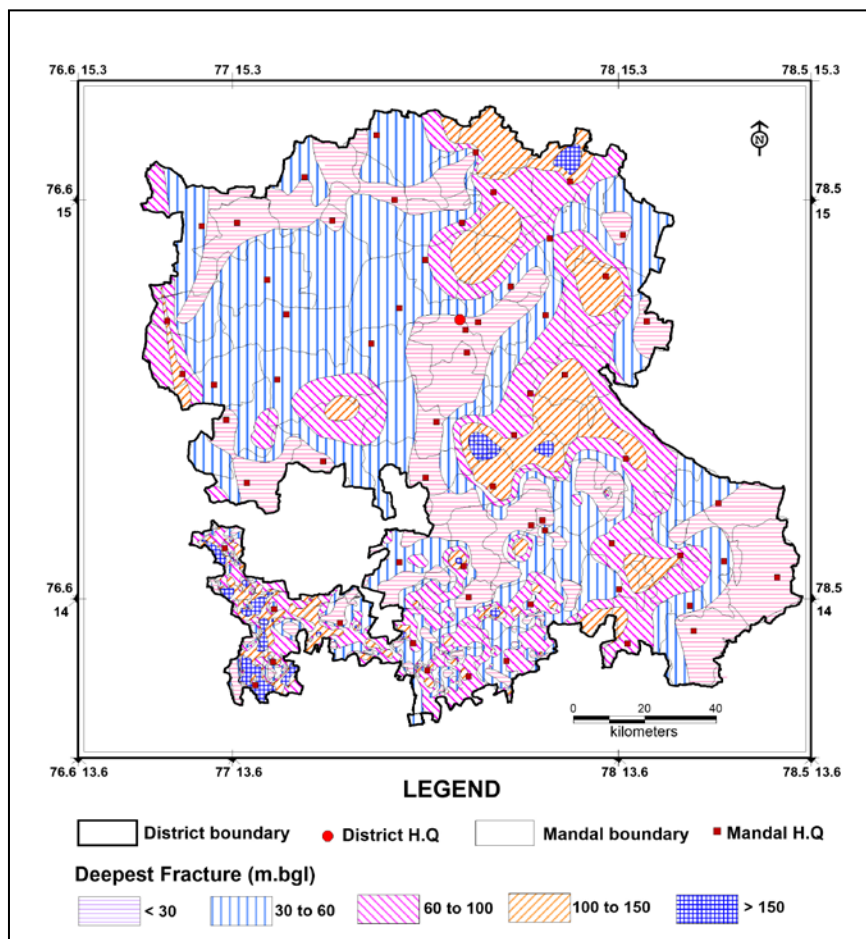 76.6 15.3 77 15.3 78 15.3 78.5 15.3
N
76.6
15
78.5
15
76.6
14
78.5
14
0 20 40
kilometers
76.6 13.6 77 13.6 78 13.6 78.5 13.6
LEGEND
District boundary District H.Q Mandal boundary Mandal H.Q
Deepest Fracture (m.bgl)
< 30 30 to 60 60 to 100 100 to 150 > 150